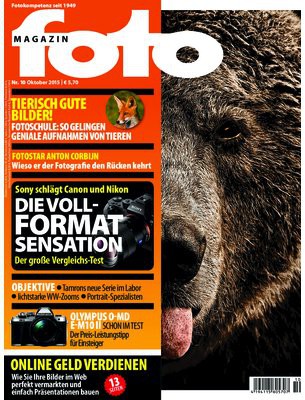 Fotokompetenz seit 1949
MAGAZIN
foto
Nr. 10 Oktober 2015 | € 5,70
TIERISCH GUTE
BILDER!
FOTOSCHULE: SO GELINGEN
GENIALE AUFNAHMEN VON TIEREN
FOTOSTAR ANTON CORBIJN
Wieso er der Fotografie den Rücken kehrt
Sony schlägt Canon und Nikon
DIE VOLL-
FORMAT
SENSATION
Der große Vergleichs-Test
OBJEKTIVE • Tamrons neue Serie im Labor
• lichtstarke WW-Zooms • Portrait-Spezialisten
OLYMPUS O-MD
E-M10 II SCHON IM TEST
Der Preis-Leistungstipp
für Einsteiger
ONLINE GELD VERDIENEN
Wie Sie Ihre Bilder im Web
perfekt vermarkten und
einfach Präsentationen bauen
13
SEITEN